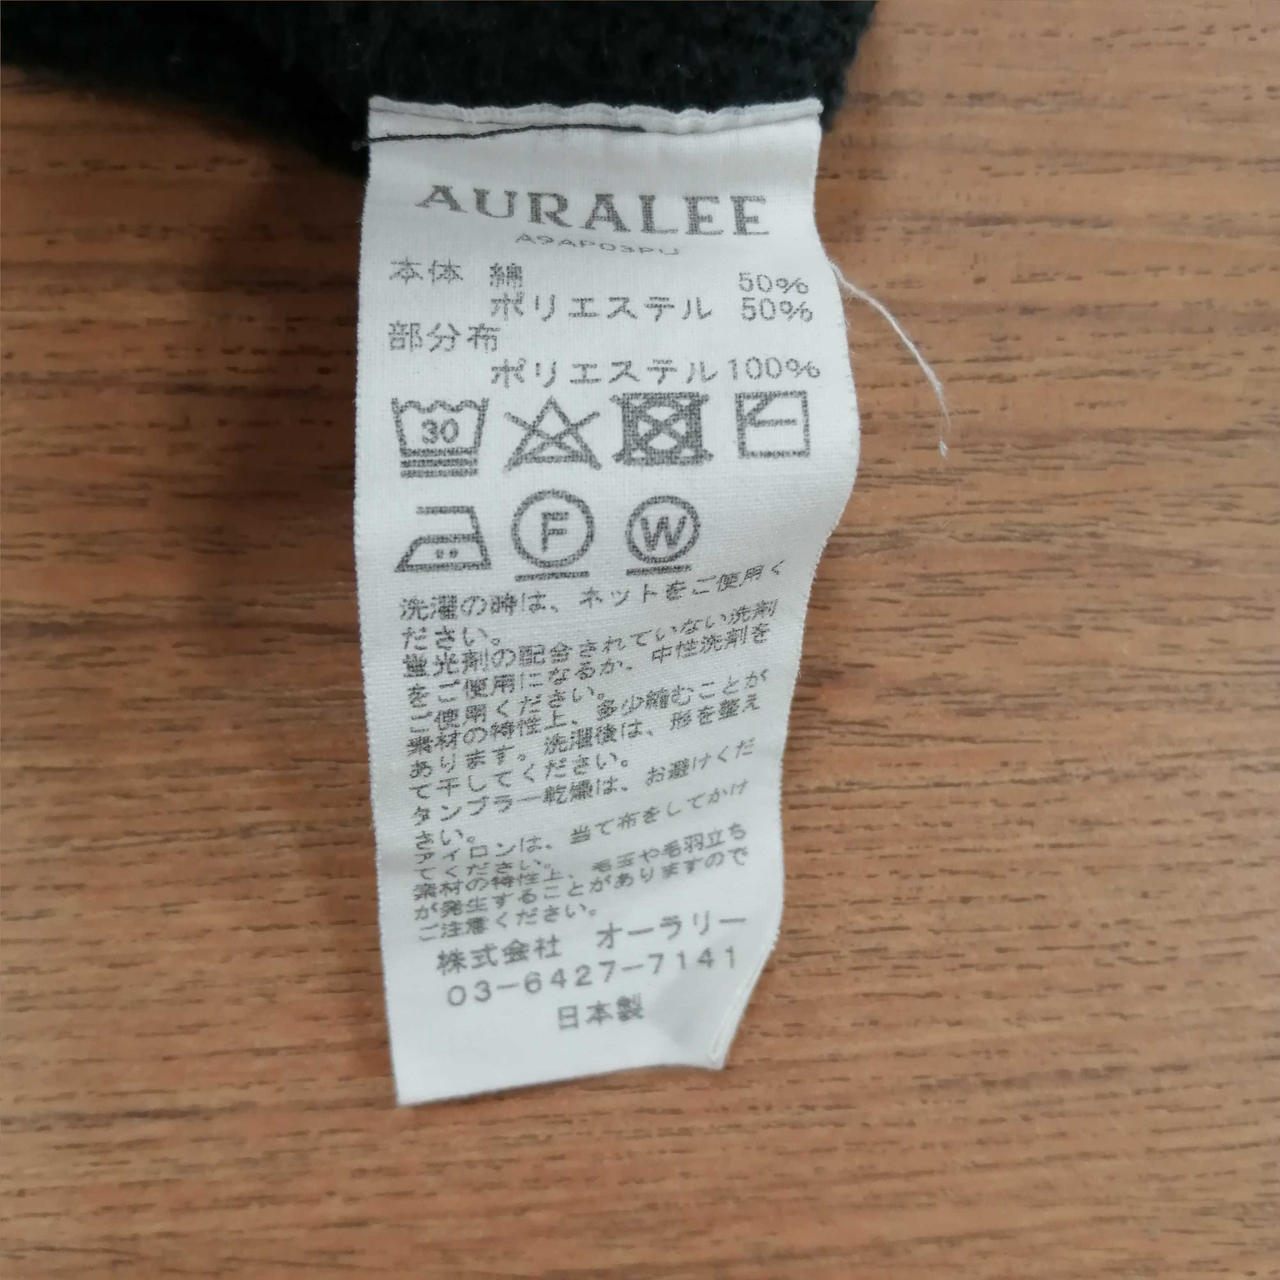 AURALEE
A9AP03PU
本体 綿 50%
ポリエステル 50%
部分布
ポリエステル 100%
30
F
W
洗濯の時は、ネットをご使用く
ださい。
蛍光剤の配合されていない洗剤
をご使用になるか、中性洗剤を
ご使用ください。
素材の特性上、多少縮むことが
あります。洗濯後は、形を整え
て干してください。
タンブラー乾燥は、お避けくだ
さい。
アイロンは、当て布をしてかけ
てください。
素材の特性上、毛玉や毛羽立ち
が発生することがありますので
ご注意ください。
株式会社 オーラリー
03-6427-7141
日本製